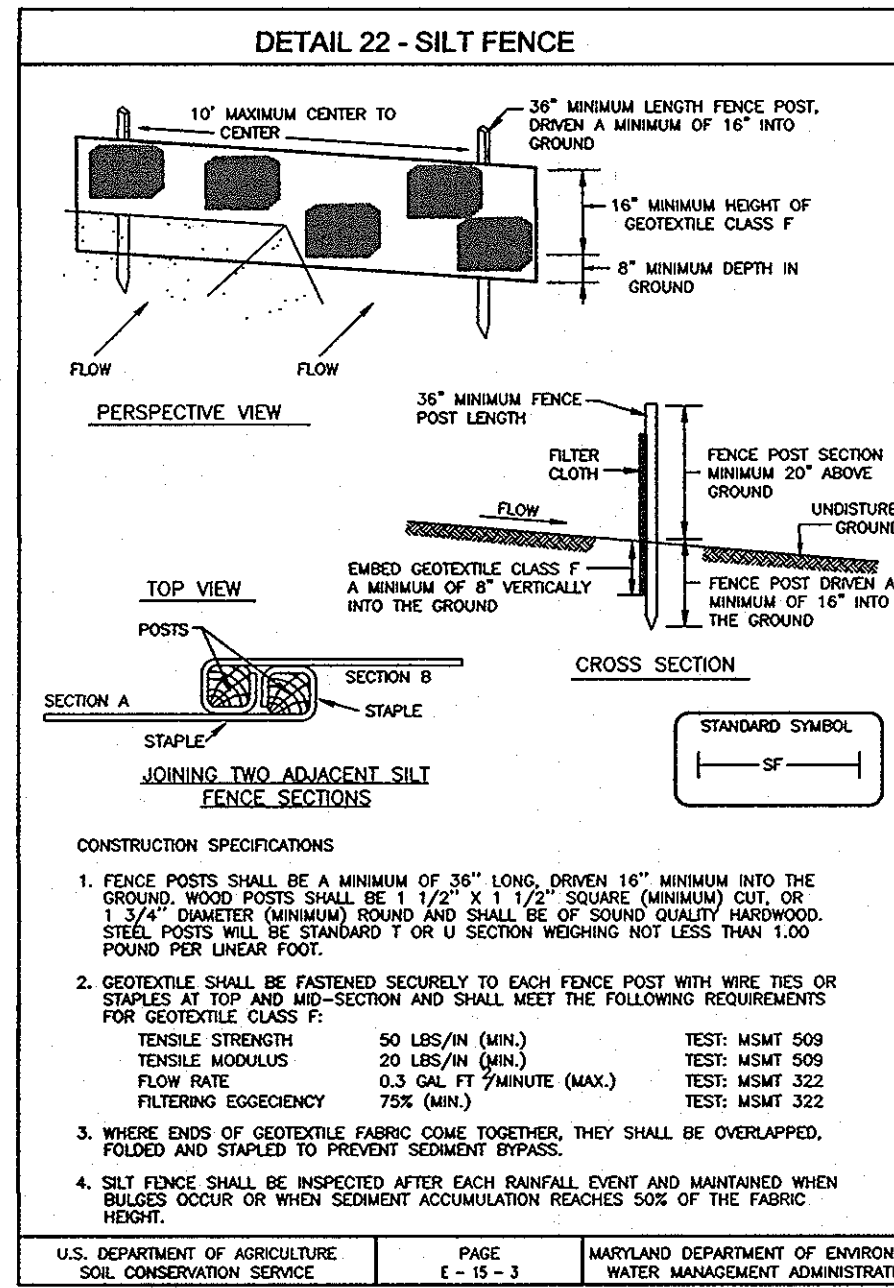 DETAIL 22 - SILT FENCE
10' MAXIMUM CENTER TO
CENTER
36" MINIMUM LENGTH FENCE POST,
DRIVEN A MINIMUM OF 16" INTO
GROUND
16" MINIMUM HEIGHT OF
GEOTEXTILE CLASS F
8" MINIMUM DEPTH IN
GROUND
FLOW
FLOW
PERSPECTIVE VIEW
36" MINIMUM FENCE
POST LENGTH
FILTER
CLOTH
FENCE POST SECTION
MINIMUM 20" ABOVE
GROUND
FLOW
UNDISTURB
GROUND
EMBED GEOTEXTILE CLASS F
A MINIMUM OF 8" VERTICALLY
INTO THE GROUND
FENCE POST DRIVEN A
MINIMUM OF 16" INTO
THE GROUND
CROSS SECTION
TOP VIEW
POSTS
SECTION B
SECTION A
STAPLE
STAPLE
JOINING TWO ADJACENT SILT
FENCE SECTIONS
STANDARD SYMBOL
SF
CONSTRUCTION SPECIFICATIONS
1. FENCE POSTS SHALL BE A MINIMUM OF 36" LONG, DRIVEN 16" MINIMUM INTO THE
GROUND. WOOD POSTS SHALL BE 1 1/2" X 1 1/2" SQUARE (MINIMUM) CUT, OR
1 3/4" DIAMETER (MINIMUM) ROUND AND SHALL BE OF SOUND QUALITY HARDWOOD.
STEEL POSTS WILL BE STANDARD T OR U SECTION WEIGHING NOT LESS THAN 1.00
POUND PER LINEAR FOOT.
2. GEOTEXTILE SHALL BE FASTENED SECURELY TO EACH FENCE POST WITH WIRE TIES OR
STAPLES AT TOP AND MID-SECTION AND SHALL MEET THE FOLLOWING REQUIREMENTS
FOR GEOTEXTILE CLASS F:
TENSILE STRENGTH 50 LBS/IN (MIN.) TEST: MSMT 509
TENSILE MODULUS 20 LBS/IN (MIN.) TEST: MSMT 509
FLOW RATE 0.3 GAL FT ²/MINUTE (MAX.) TEST: MSMT 322
FILTERING EGGECIENCY 75% (MIN.) TEST: MSMT 322
3. WHERE ENDS OF GEOTEXTILE FABRIC COME TOGETHER, THEY SHALL BE OVERLAPPED,
FOLDED AND STAPLED TO PREVENT SEDIMENT BYPASS.
4. SILT FENCE SHALL BE INSPECTED AFTER EACH RAINFALL EVENT AND MAINTAINED WHEN
BULGES OCCUR OR WHEN SEDIMENT ACCUMULATION REACHES 50% OF THE FABRIC
HEIGHT.
U.S. DEPARTMENT OF AGRICULTURE
SOIL CONSERVATION SERVICE
PAGE
E - 15 - 3
MARYLAND DEPARTMENT OF ENVIRON
WATER MANAGEMENT ADMINISTRAT